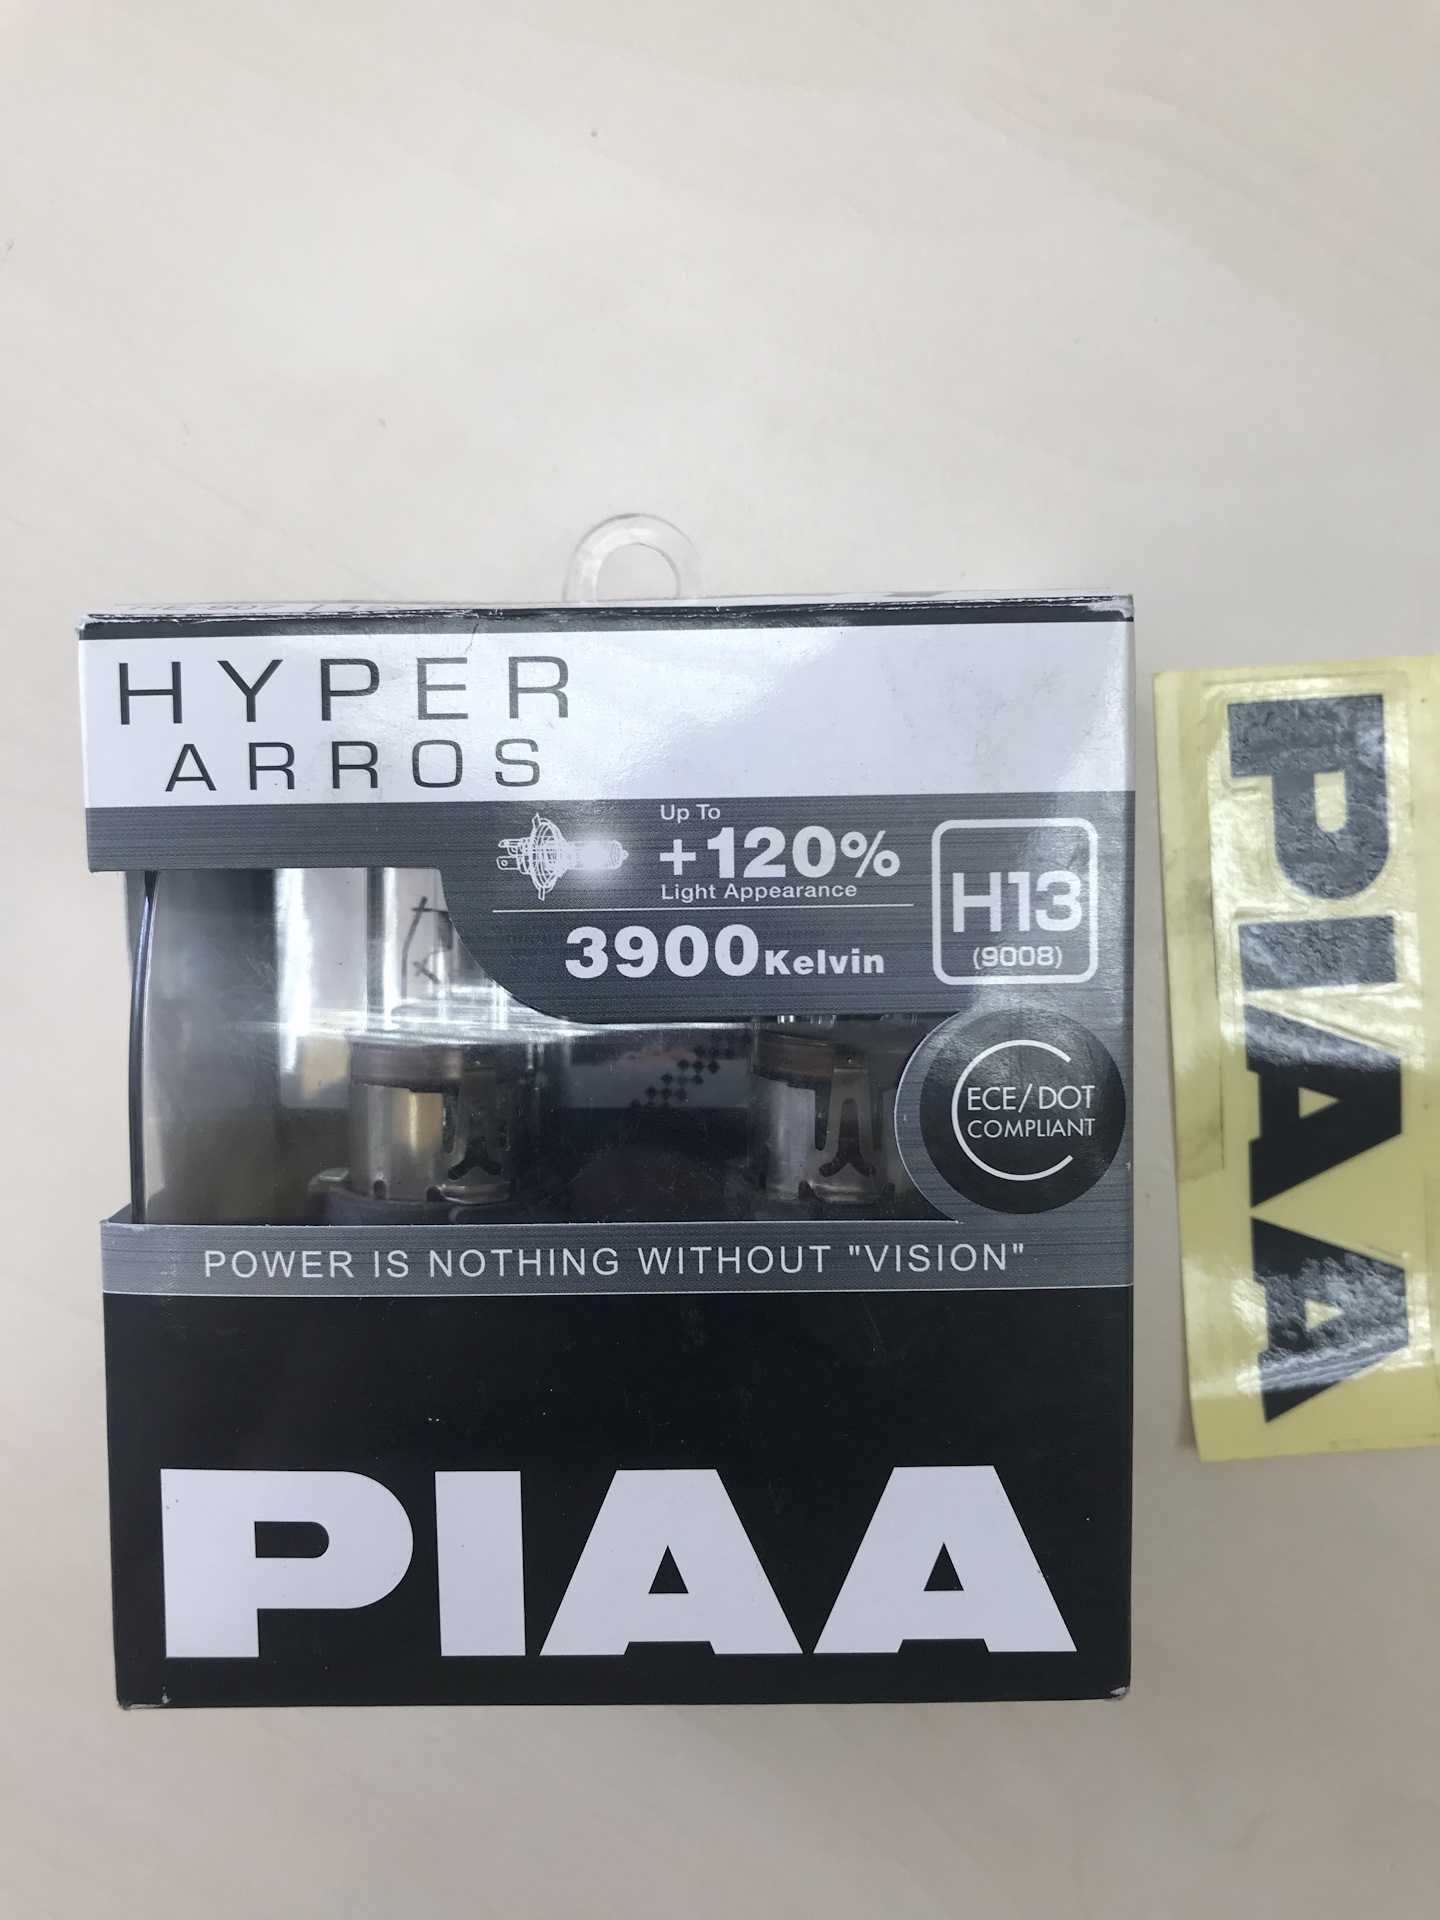 HYPER
ARROS
Up To
+120%
Light Appearance
3900Kelvin
H13
(9008)
ECE/DOT
COMPLIANT
POWER IS NOTHING WITHOUT "VISION"
PIAA
PIAA